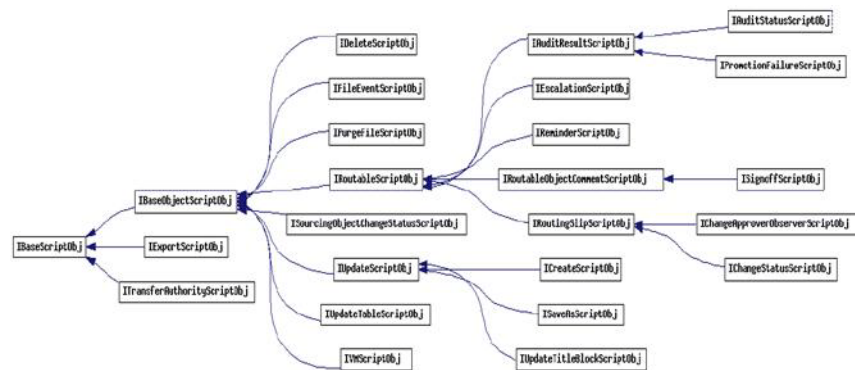 IAuditStatusScriptObj
IDeleteScriptObj
IAuditResultScriptObj
IPromotionFailureScriptObj
IFileEventScriptObj
IEscalationScriptObj
IPurgeFileScriptObj
IReminderScriptObj
IRoutableScriptObj
IRoutableObjectCommentScriptObj
ISignoffScriptObj
IBaseObjectScriptObj
ISourcingObjectChangeStatusScriptObj
IRoutingSlipScriptObj
IChangeApproverObserverScriptObj
IBaseScriptObj
IExportScriptObj
IUpdateScriptObj
ICreateScriptObj
IChangeStatusScriptObj
ITransferAuthorityScriptObj
IUpdateTableScriptObj
ISaveAsScriptObj
IVMScriptObj
IUpdateTitleBlockScriptObj